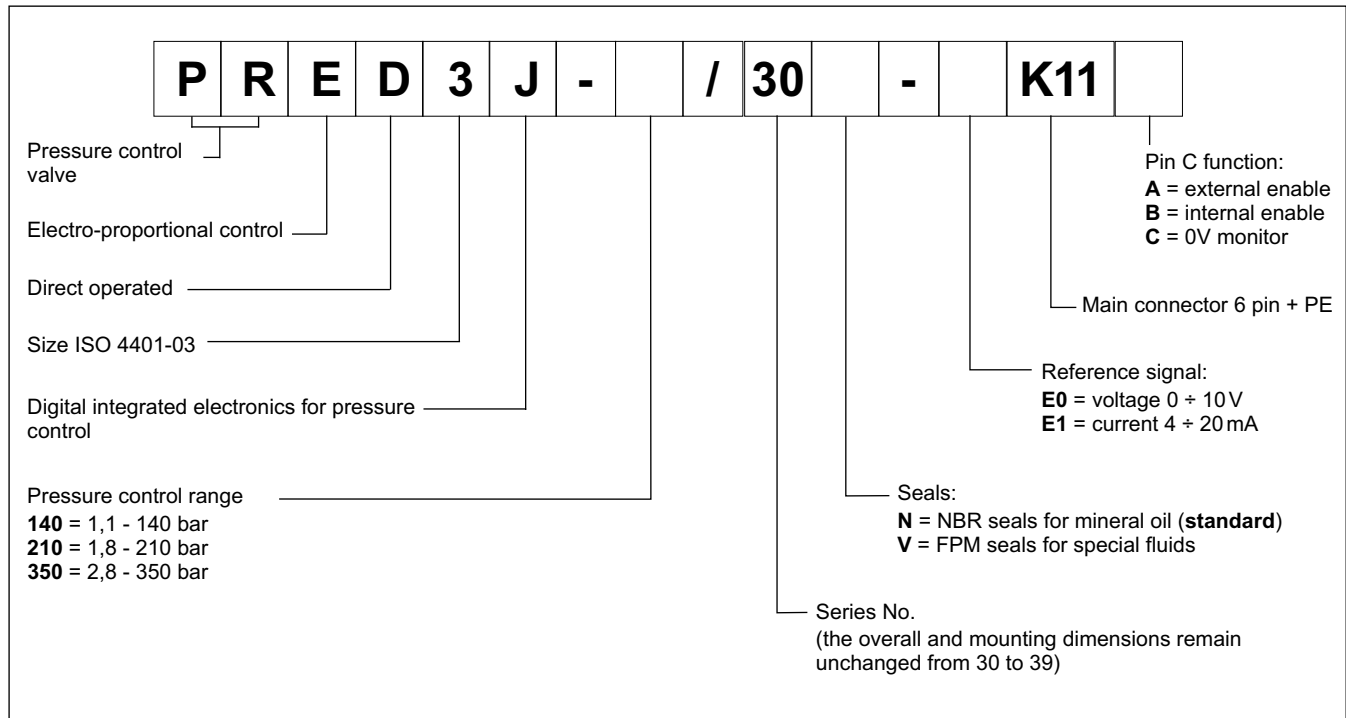 P R E D 3 J - / 30 - K11
Pressure control
valve
Electro-proportional control
Direct operated
Size ISO 4401-03
Digital integrated electronics for pressure
control
Pressure control range
140 = 1,1 - 140 bar
210 = 1,8 - 210 bar
350 = 2,8 - 350 bar
Pin C function:
A = external enable
B = internal enable
C = 0V monitor
Main connector 6 pin + PE
Reference signal:
E0 = voltage 0 ÷ 10 V
E1 = current 4 ÷ 20 mA
Seals:
N = NBR seals for mineral oil (standard)
V = FPM seals for special fluids
Series No.
(the overall and mounting dimensions remain
unchanged from 30 to 39)